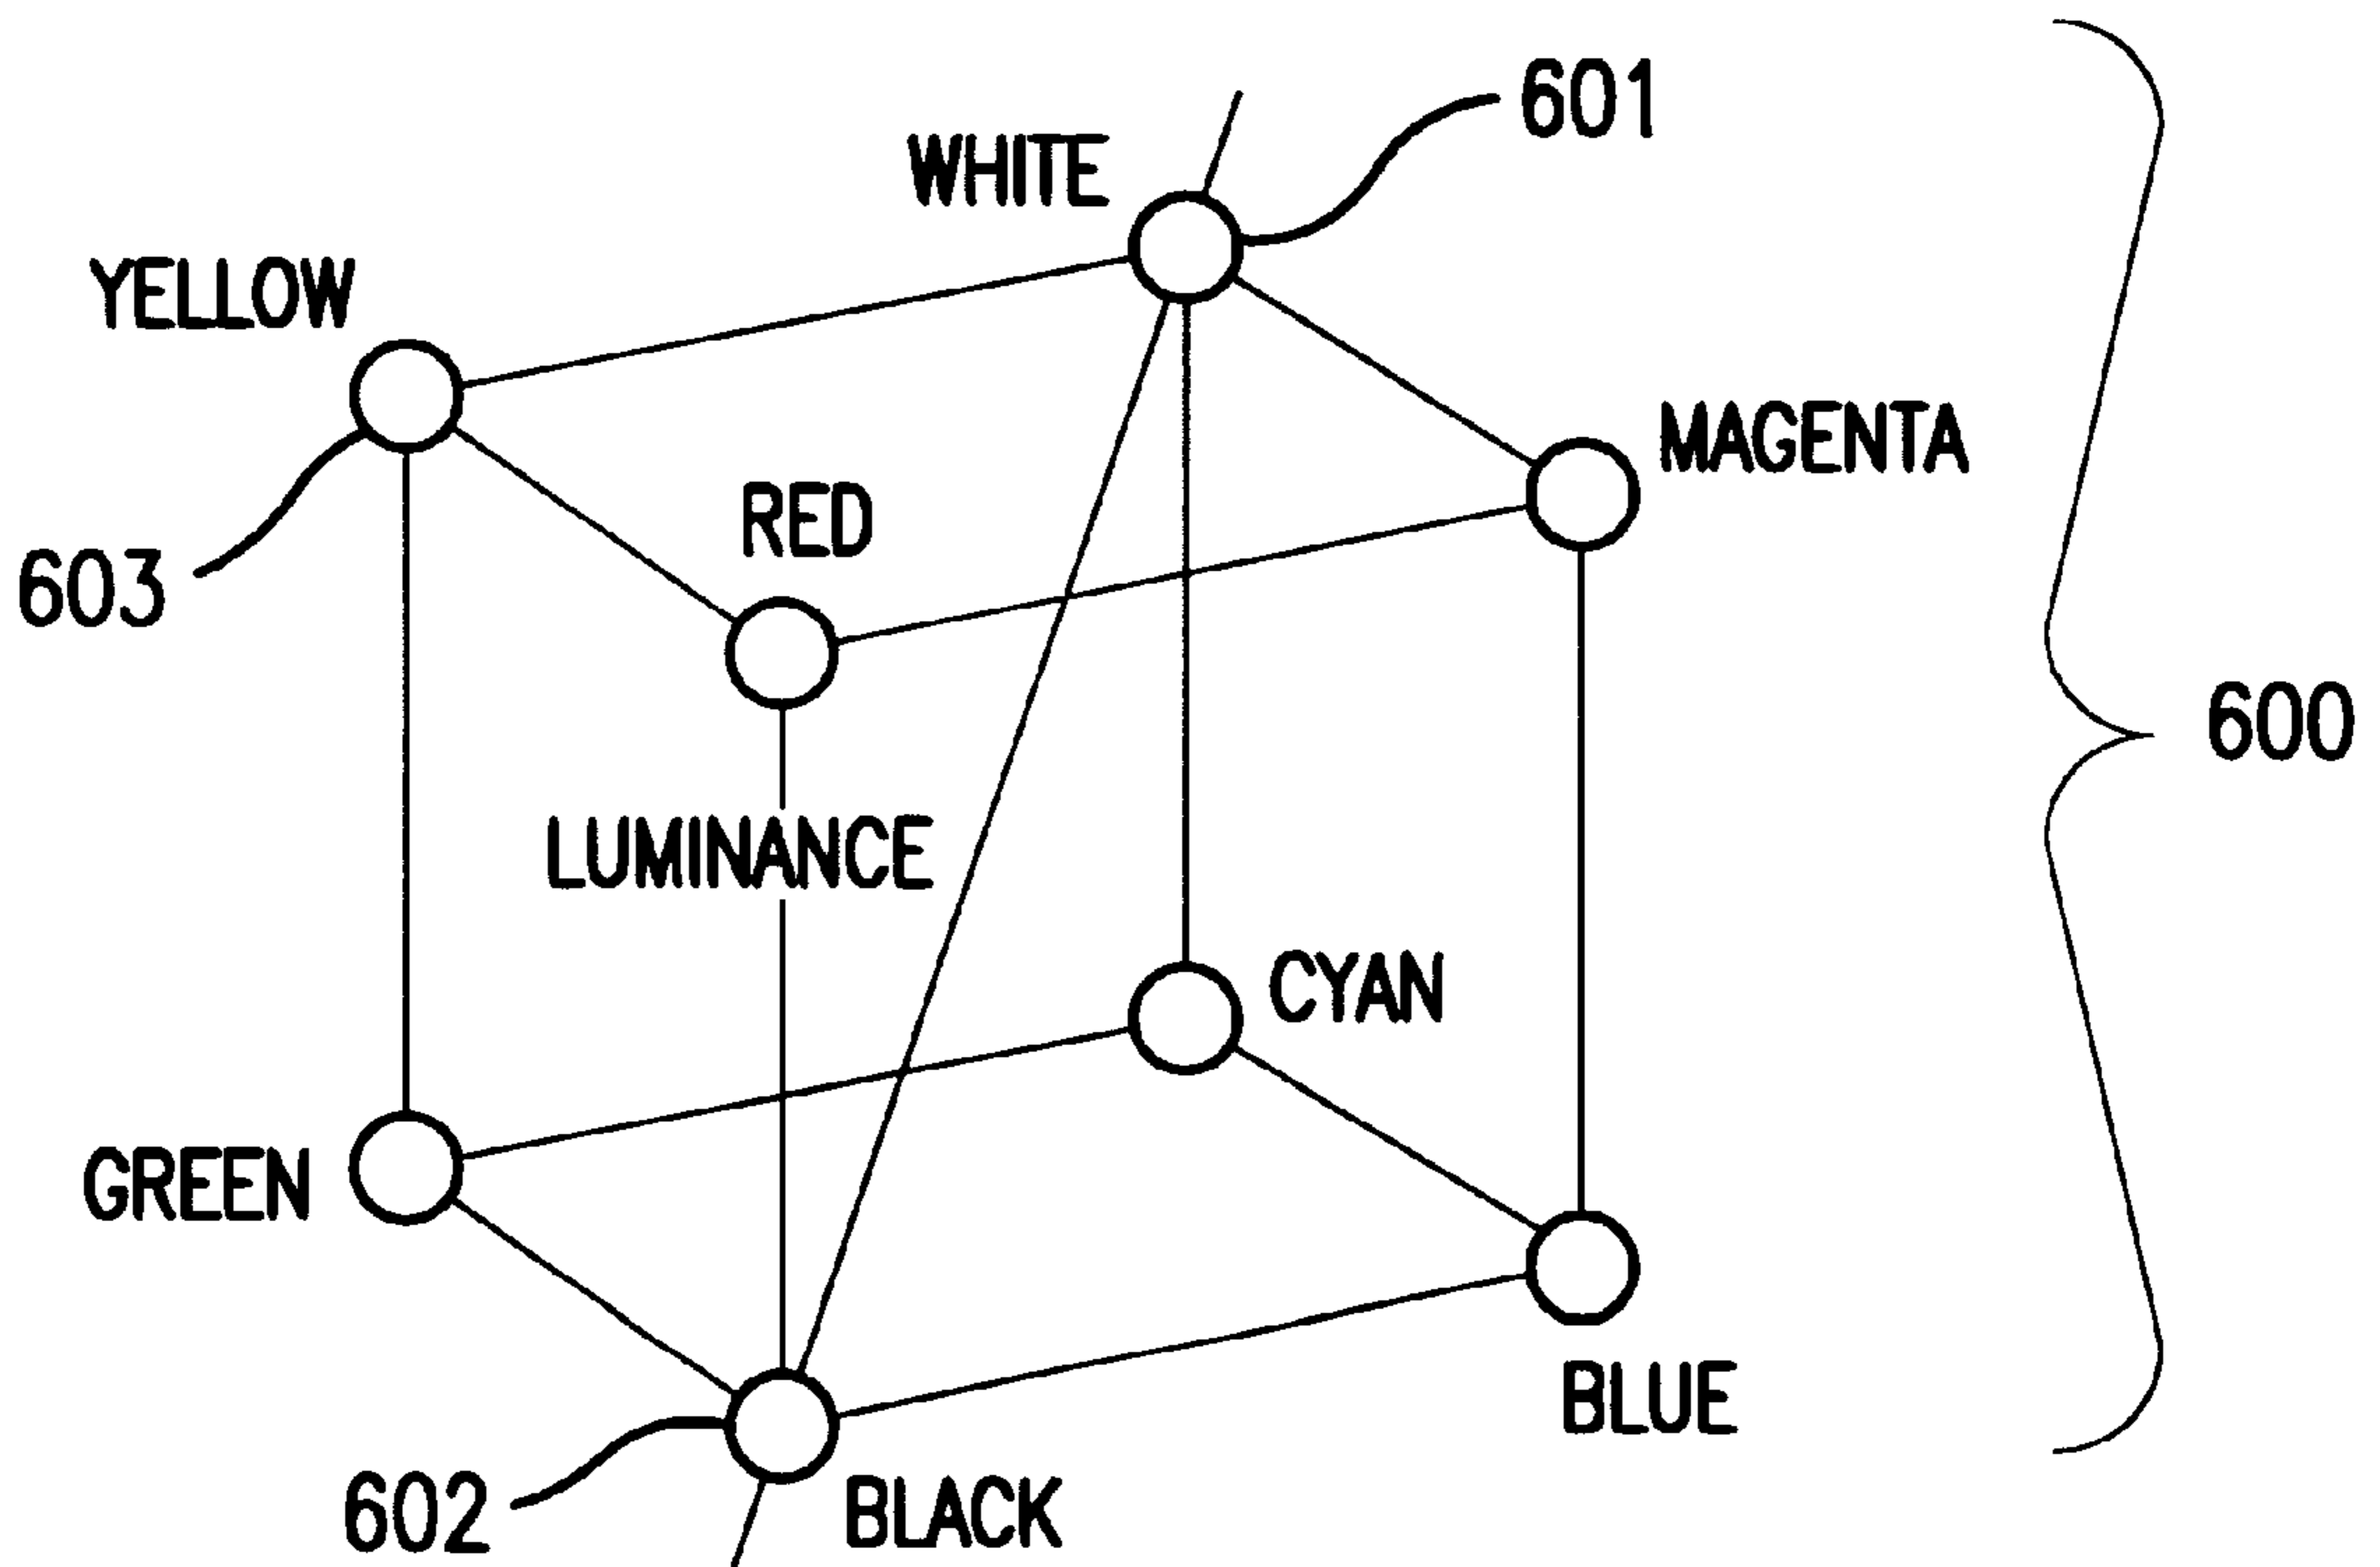 601
WHITE
YELLOW
MAGENTA
RED
603
600
LUMINANCE
CYAN
GREEN
BLUE
602
BLACK